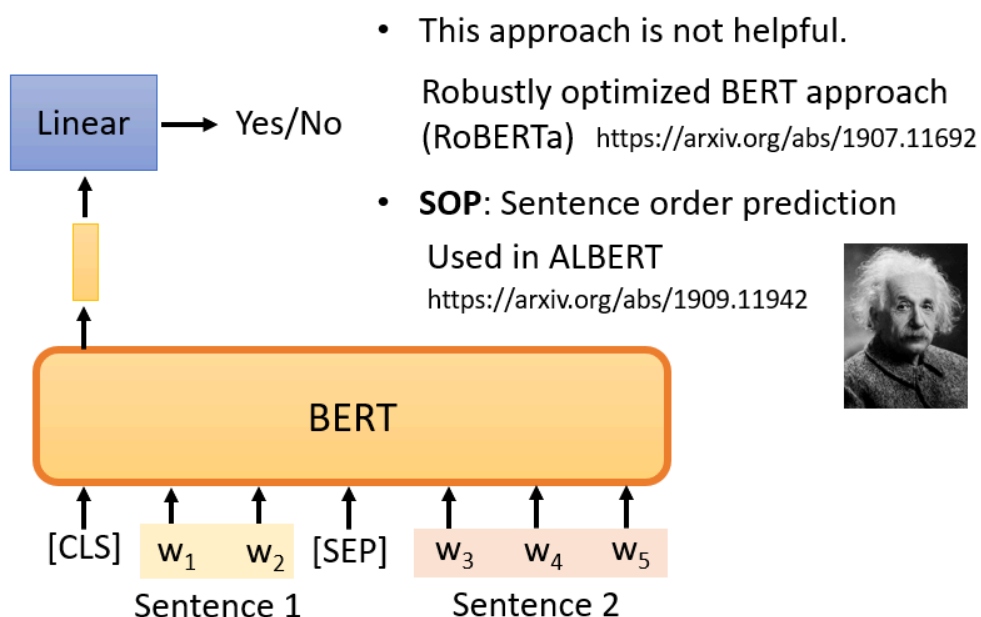 • This approach is not helpful.
Robustly optimized BERT approach
(RoBERTa) https://arxiv.org/abs/1907.11692
• SOP: Sentence order prediction
Used in ALBERT
https://arxiv.org/abs/1909.11942
Linear
Yes/No
BERT
[CLS] w₁ w₂ [SEP] w₃ w₄ w₅
Sentence 1 Sentence 2